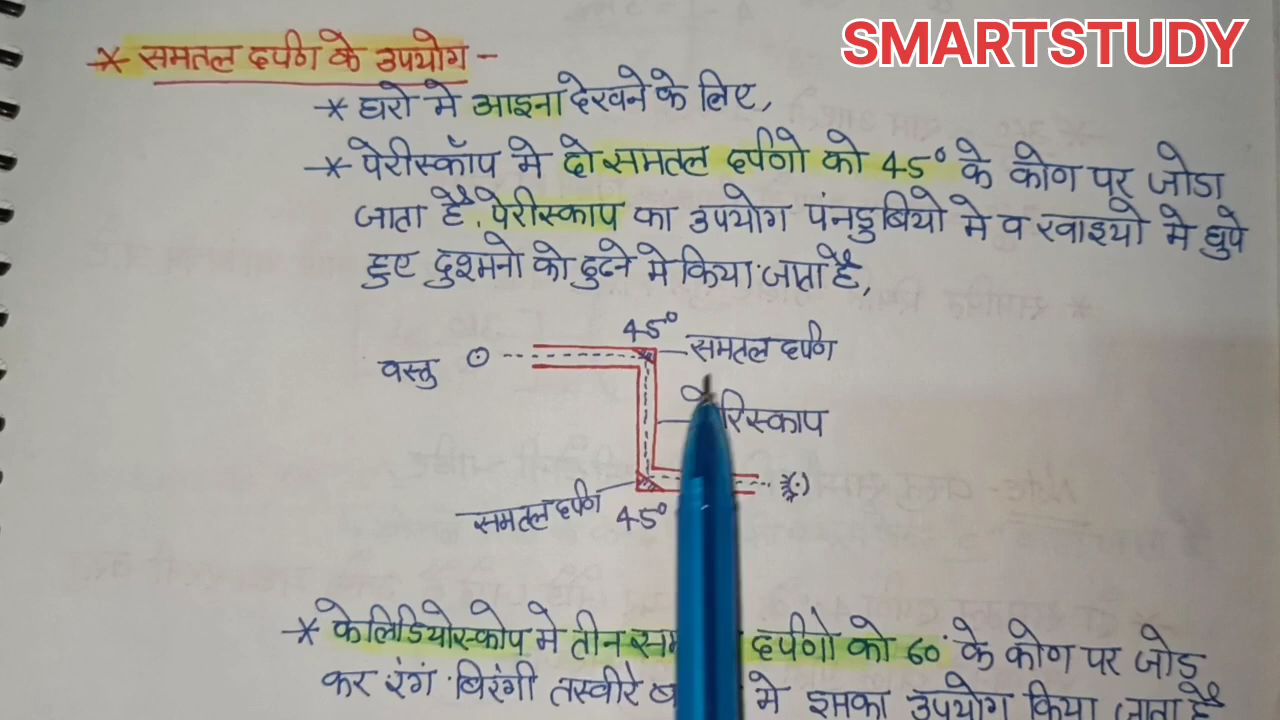 SMARTSTUDY
* समतल दर्पण के उपयोग -
* घरो मे आइना देखने के लिए,
* पेरीस्कॉप मे दो समतल दर्पणो को 45° के कोण पर जोडा
जाता है, पेरीस्काप का उपयोग पंनडुबियो मे व खाइयो मे छुपे
हुए दुश्मनो को ढुढने मे किया जाता है,
45°
वस्तु
समतल दर्पण
रिस्काप
समतल दर्पण
45°
* केलिडियोस्कोप मे तीन दर्पणो को 60° के कोण पर जोड़
कर रंग बिरंगी तस्वीरे मे इसका उपयोग किया जाता है